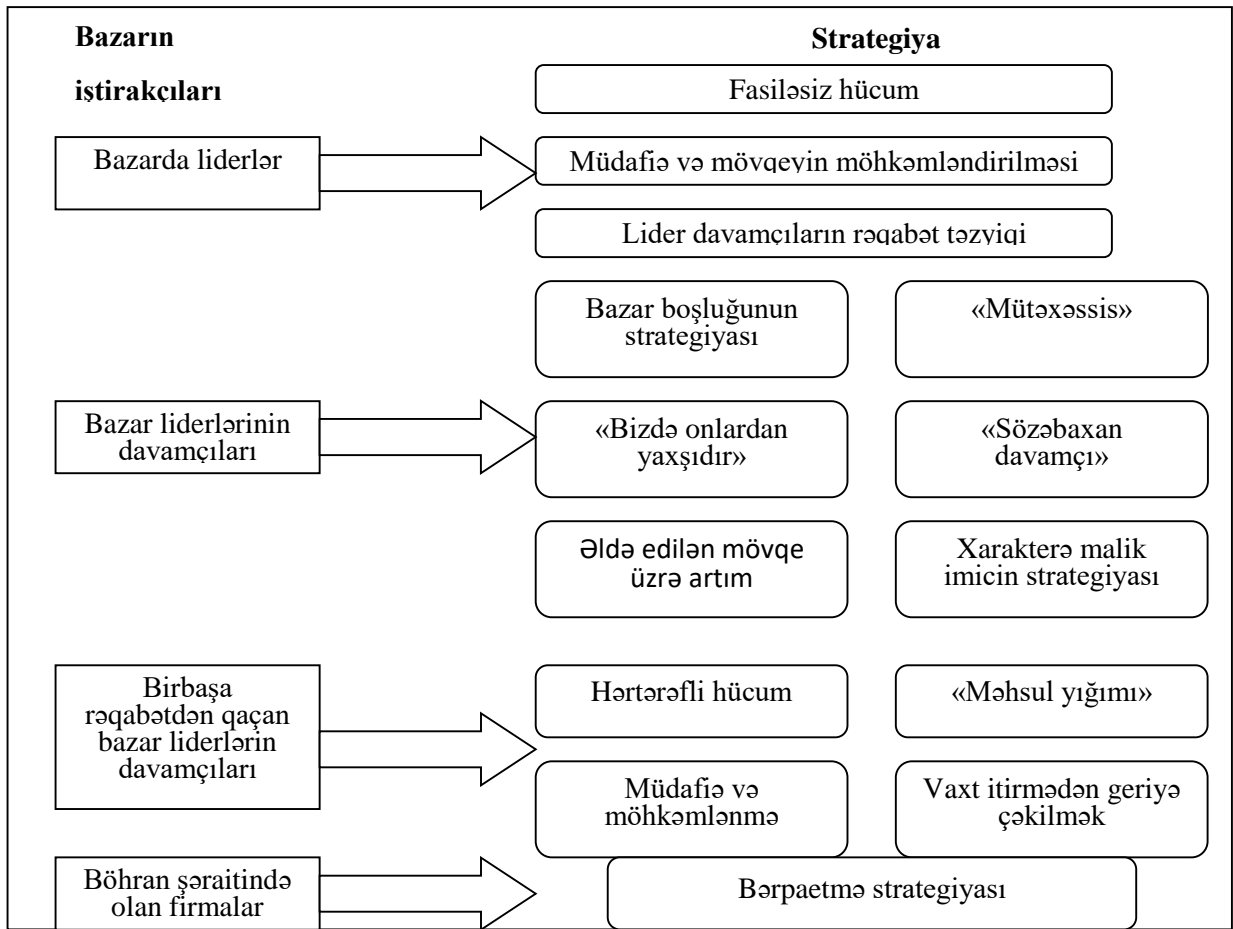 Bazarın
iştirakçıları
Strategiya
Fasiləsiz hücum
Bazarda liderlər
Müdafiə və mövqeyin möhkəmləndirilməsi
Lider davamçıların rəqabət təzyiqi
Bazar boşluğunun
strategiyası
«Mütəxəssis»
Bazar liderlərinin
davamçıları
«Bizdə onlardan
yaxşıdır»
«Sözəbaxan
davamçı»
Əldə edilən mövqe
üzrə artım
Xarakterə malik
imicin strategiyası
Birbaşa
rəqabətdən qaçan
bazar liderlərin
davamçıları
Hərtərəfli hücum
«Məhsul yığımı»
Müdafiə və
möhkəmlənmə
Vaxt itirmədən geriyə
çəkilmək
Böhran şəraitində
olan firmalar
Bərpaetmə strategiyası